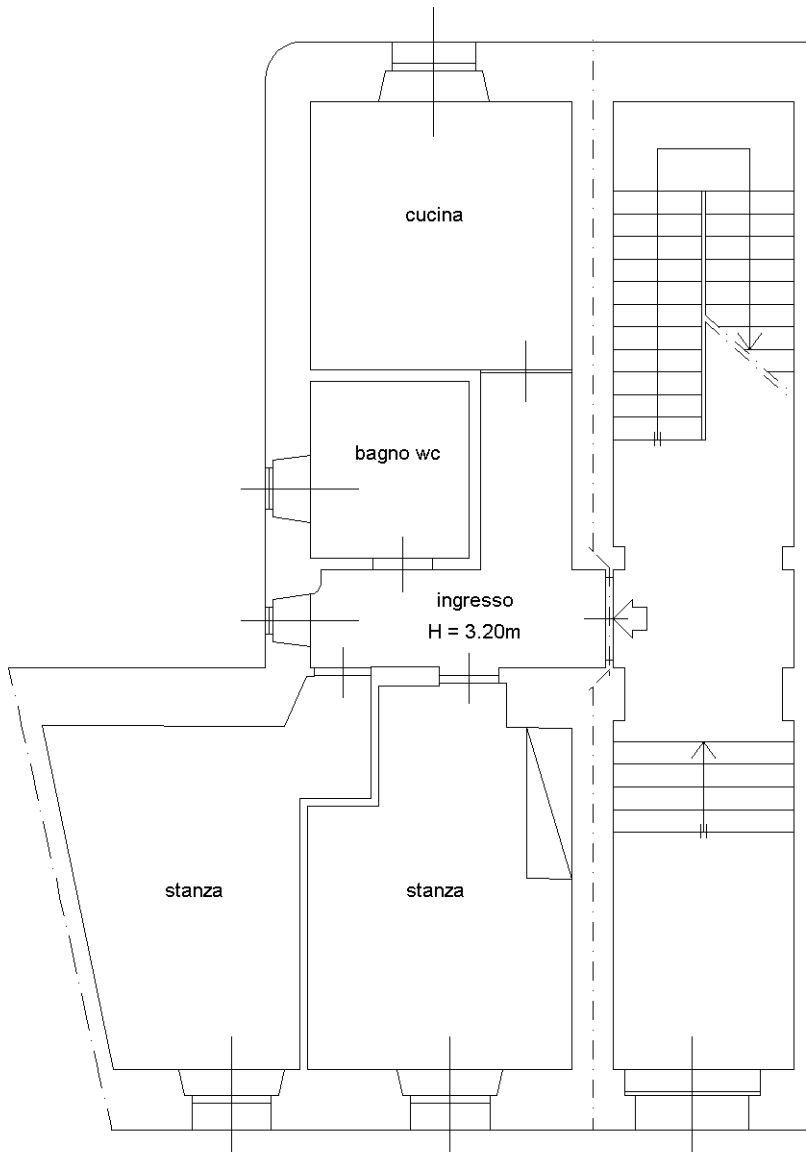 cucina
bagno wc
ingresso
H = 3.20m
stanza
stanza